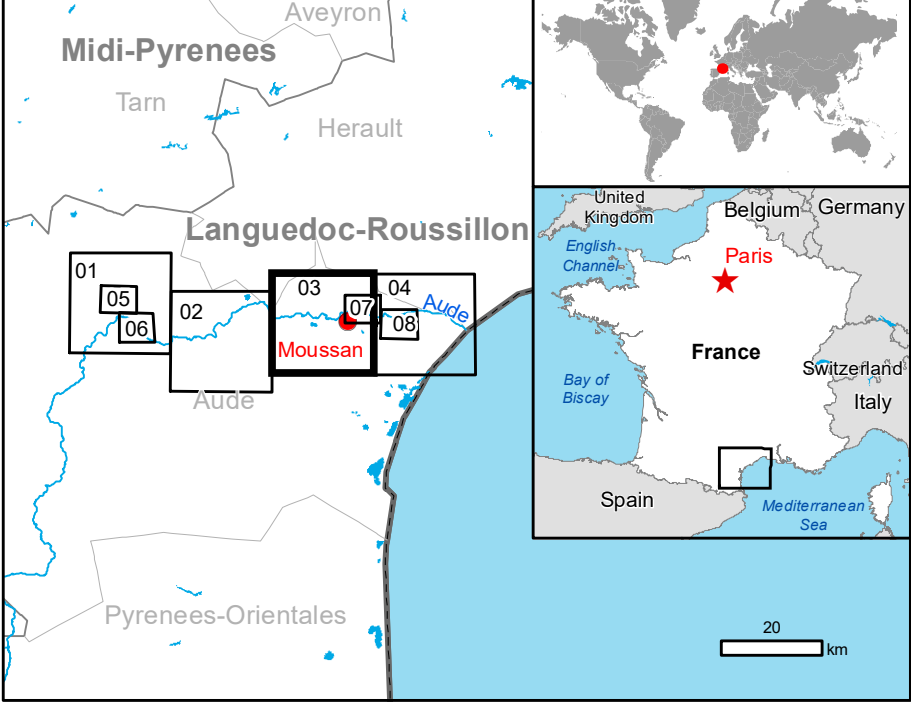 Aveyron
Midi-Pyrenees
Tarn
Herault
Languedoc-Roussillon
01
05
06
02
03
07
Moussan
04
08
Aude
Aude
Pyrenees-Orientales
United
Kingdom
Belgium
Germany
English
Channel
Paris
France
Switzerland
Bay of
Biscay
Italy
Spain
Mediterranean
Sea
20
km